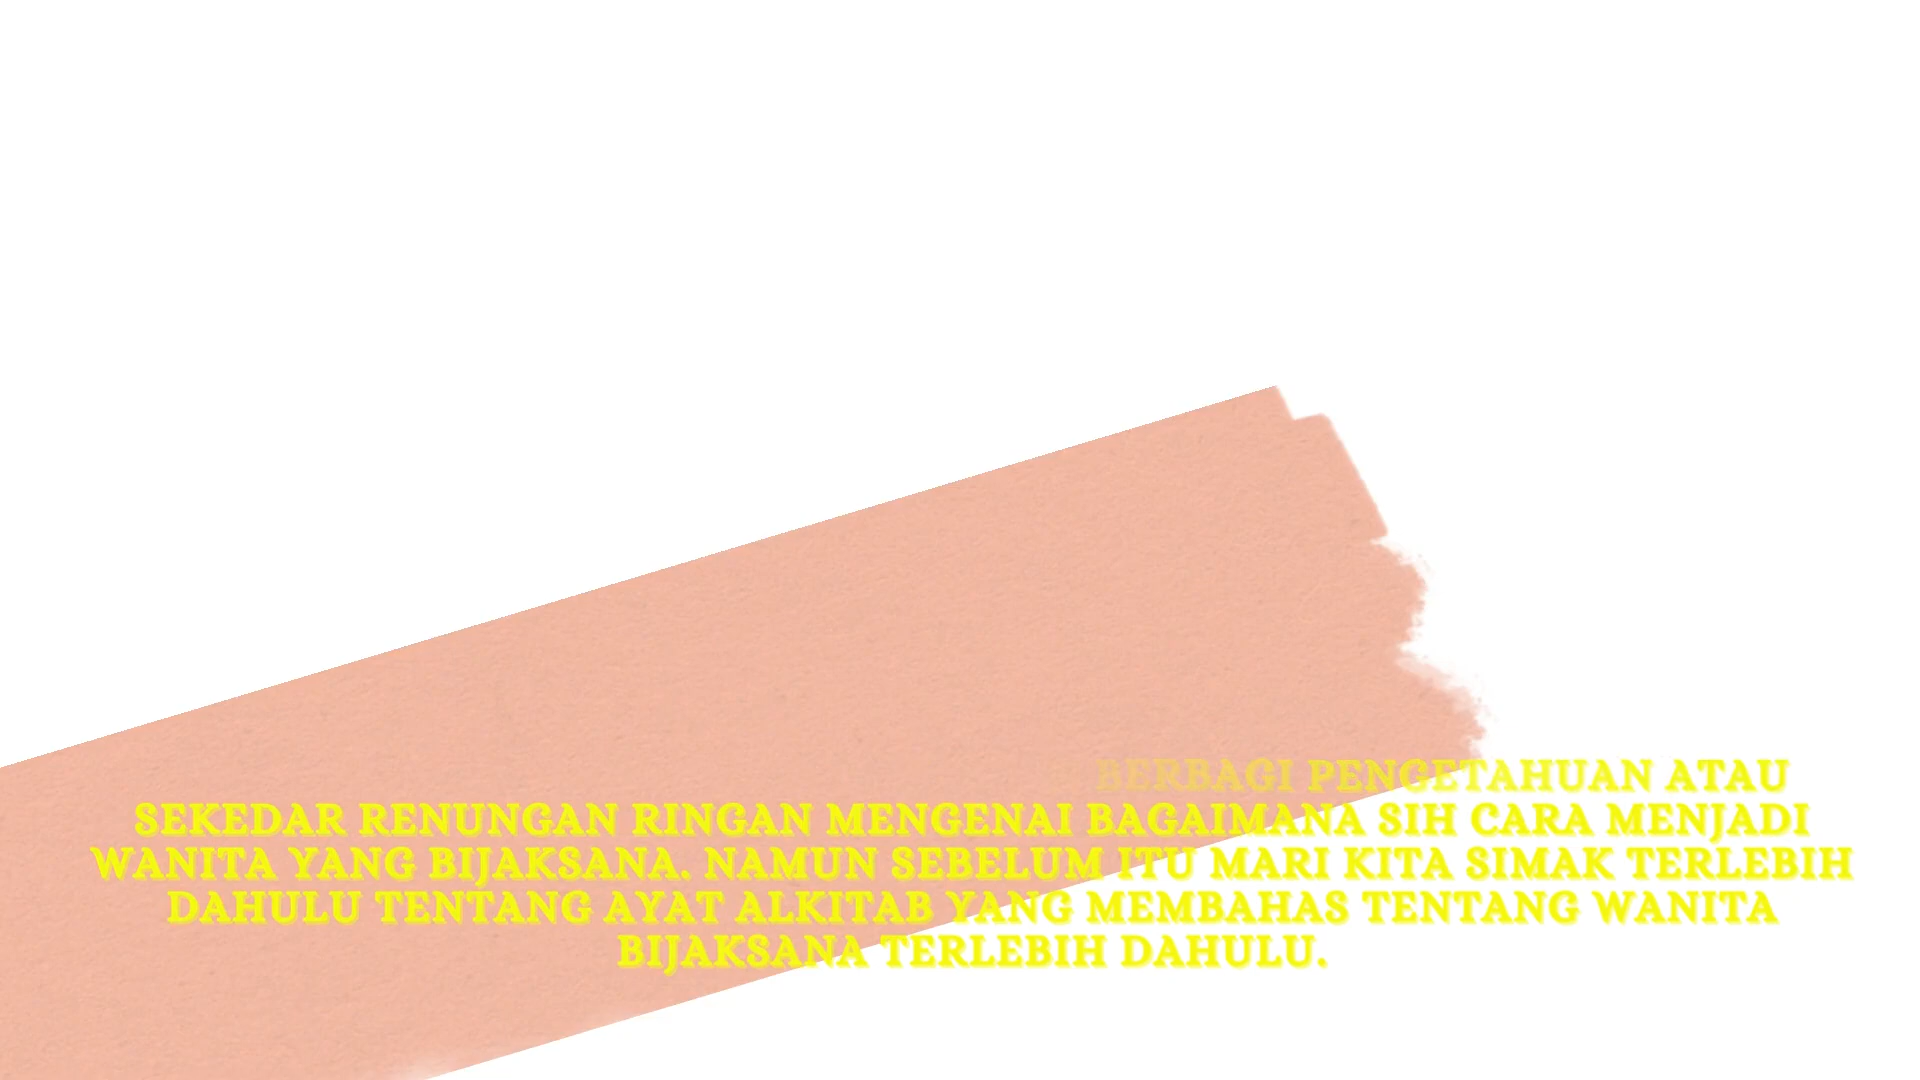 BERBAGI PENGETAHUAN ATAU
SEKEDAR RENUNGAN RINGAN MENGENAI BAGAIMANA SIH CARA MENJADI
WANITA YANG BIJAKSANA. NAMUN SEBELUM ITU MARI KITA SIMAK TERLEBIH
DAHULU TENTANG AYAT ALKITAB YANG MEMBAHAS TENTANG WANITA
BIJAKSANA TERLEBIH DAHULU.